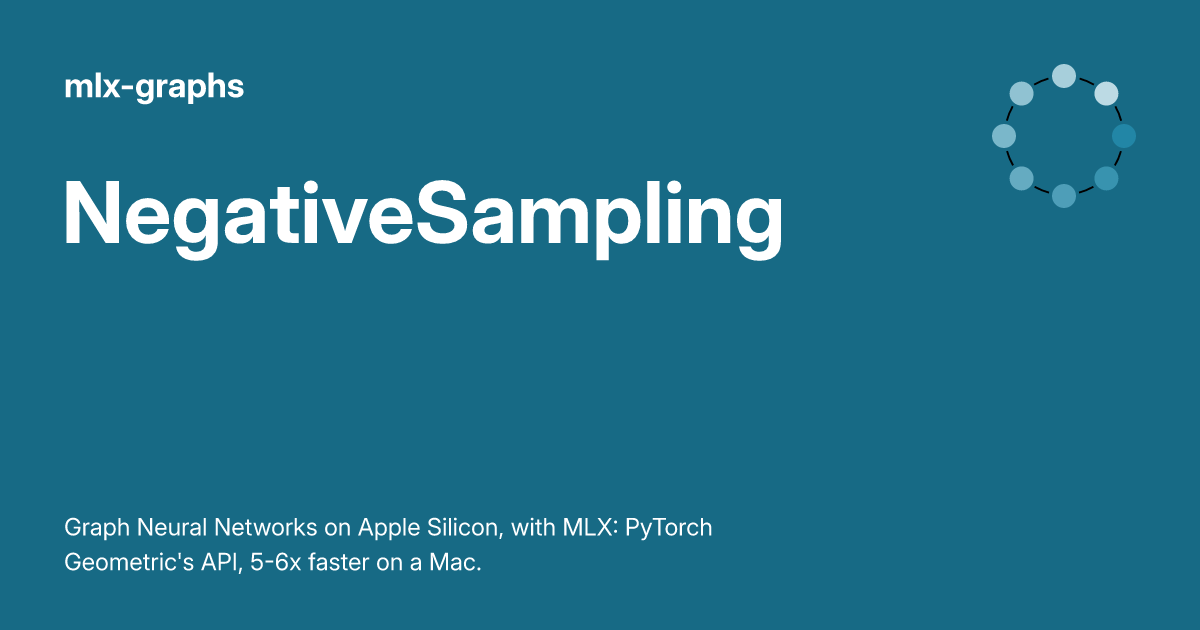 mlx-graphs
NegativeSampling
Graph Neural Networks on Apple Silicon, with MLX: PyTorch
Geometric's API, 5-6x faster on a Mac.